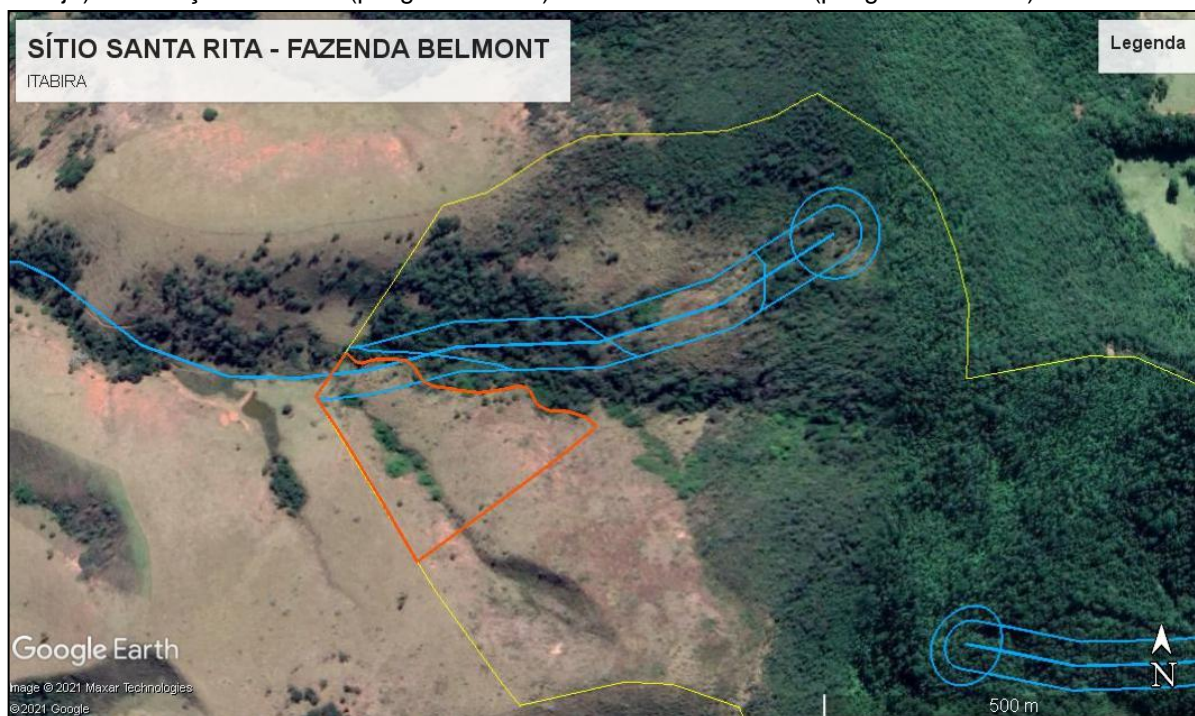 SÍTIO SANTA RITA - FAZENDA BELMONT
ITABIRA
Legenda
Google Earth
Image © 2021 Maxar Technologies
© 2021 Google
500 m
N